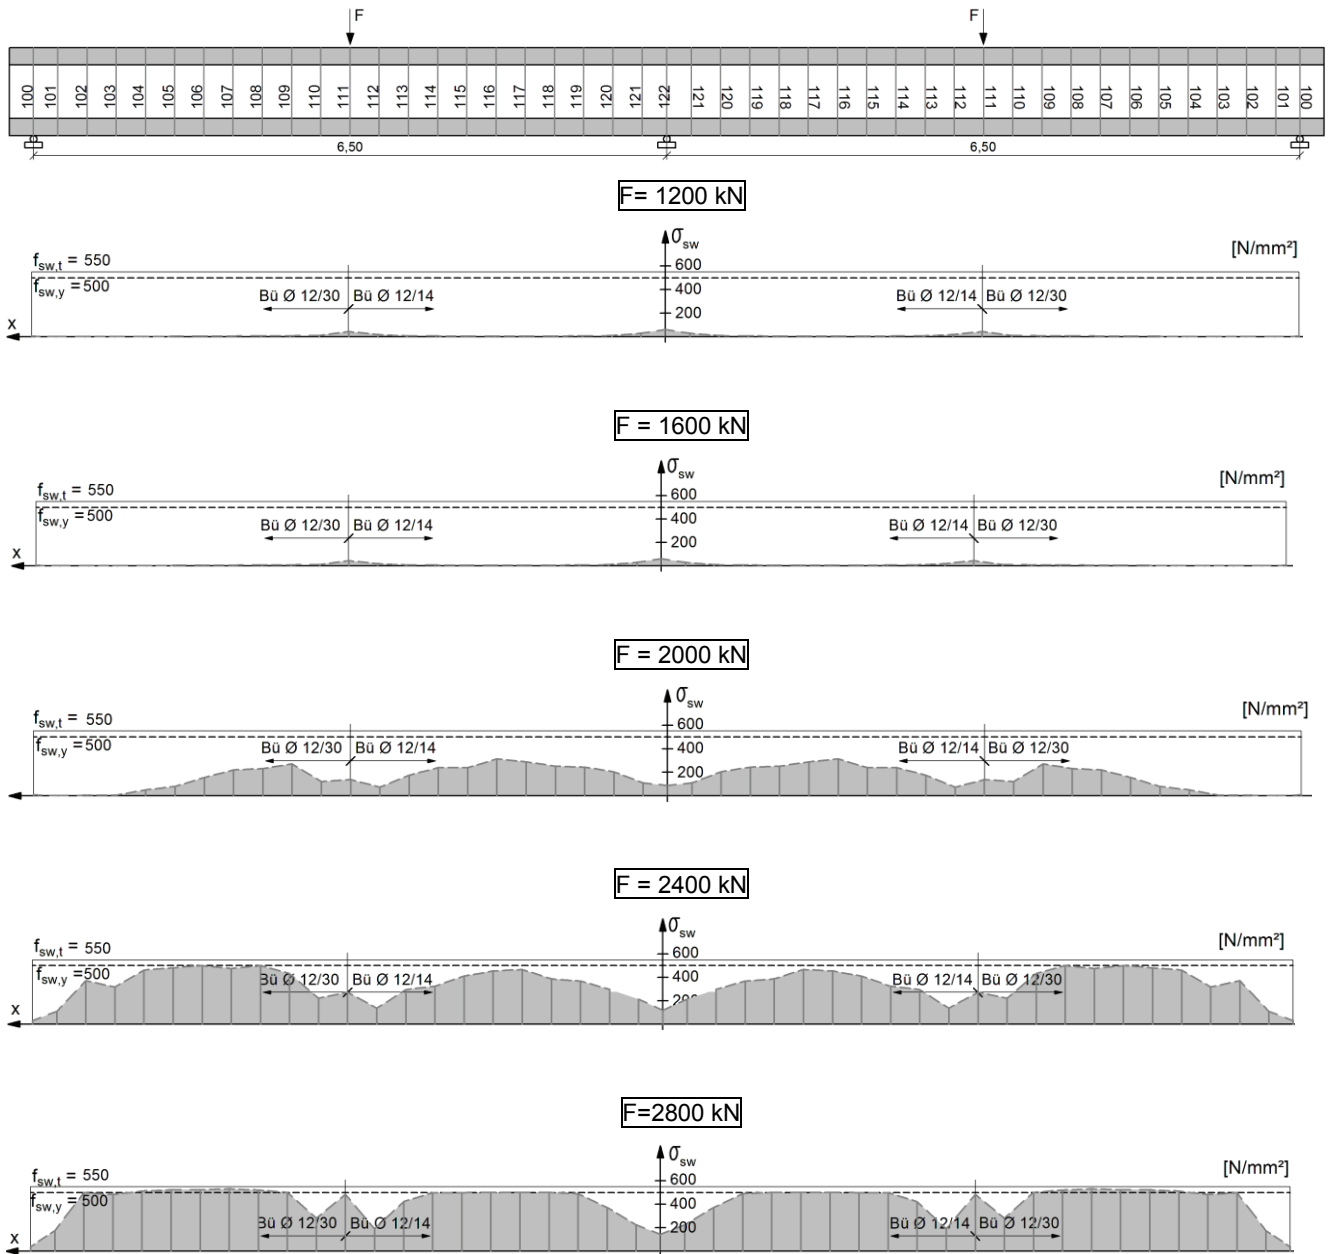 F F
100 101 102 103 104 105 106 107 108 109 110 111 112 113 114 115 116 117 118 119 120 121 122 121 120 119 118 117 116 115 114 113 112 111 110 109 108 107 106 105 104 103 102 101 100
6,50 6,50
F= 1200 kN
σsw [N/mm²]
fsw,t = 550 600
fsw,y =500 400
Bü Ø 12/30 Bü Ø 12/14 Bü Ø 12/14 Bü Ø 12/30
200
x
F = 1600 kN
σsw [N/mm²]
fsw,t = 550 600
fsw,y =500 400
Bü Ø 12/30 Bü Ø 12/14 Bü Ø 12/14 Bü Ø 12/30
200
x
F = 2000 kN
σsw [N/mm²]
fsw,t = 550 600
fsw,y =500 400
Bü Ø 12/30 Bü Ø 12/14 Bü Ø 12/14 Bü Ø 12/30
200
F = 2400 kN
σsw [N/mm²]
fsw,t = 550 600
fsw,y =500 400
Bü Ø 12/30 Bü Ø 12/14 Bü Ø 12/14 Bü Ø 12/30
200
x
F=2800 kN
σsw [N/mm²]
fsw,t = 550 600
fsw,y =500 400
Bü Ø 12/30 Bü Ø 12/14 200 Bü Ø 12/14 Bü Ø 12/30
x